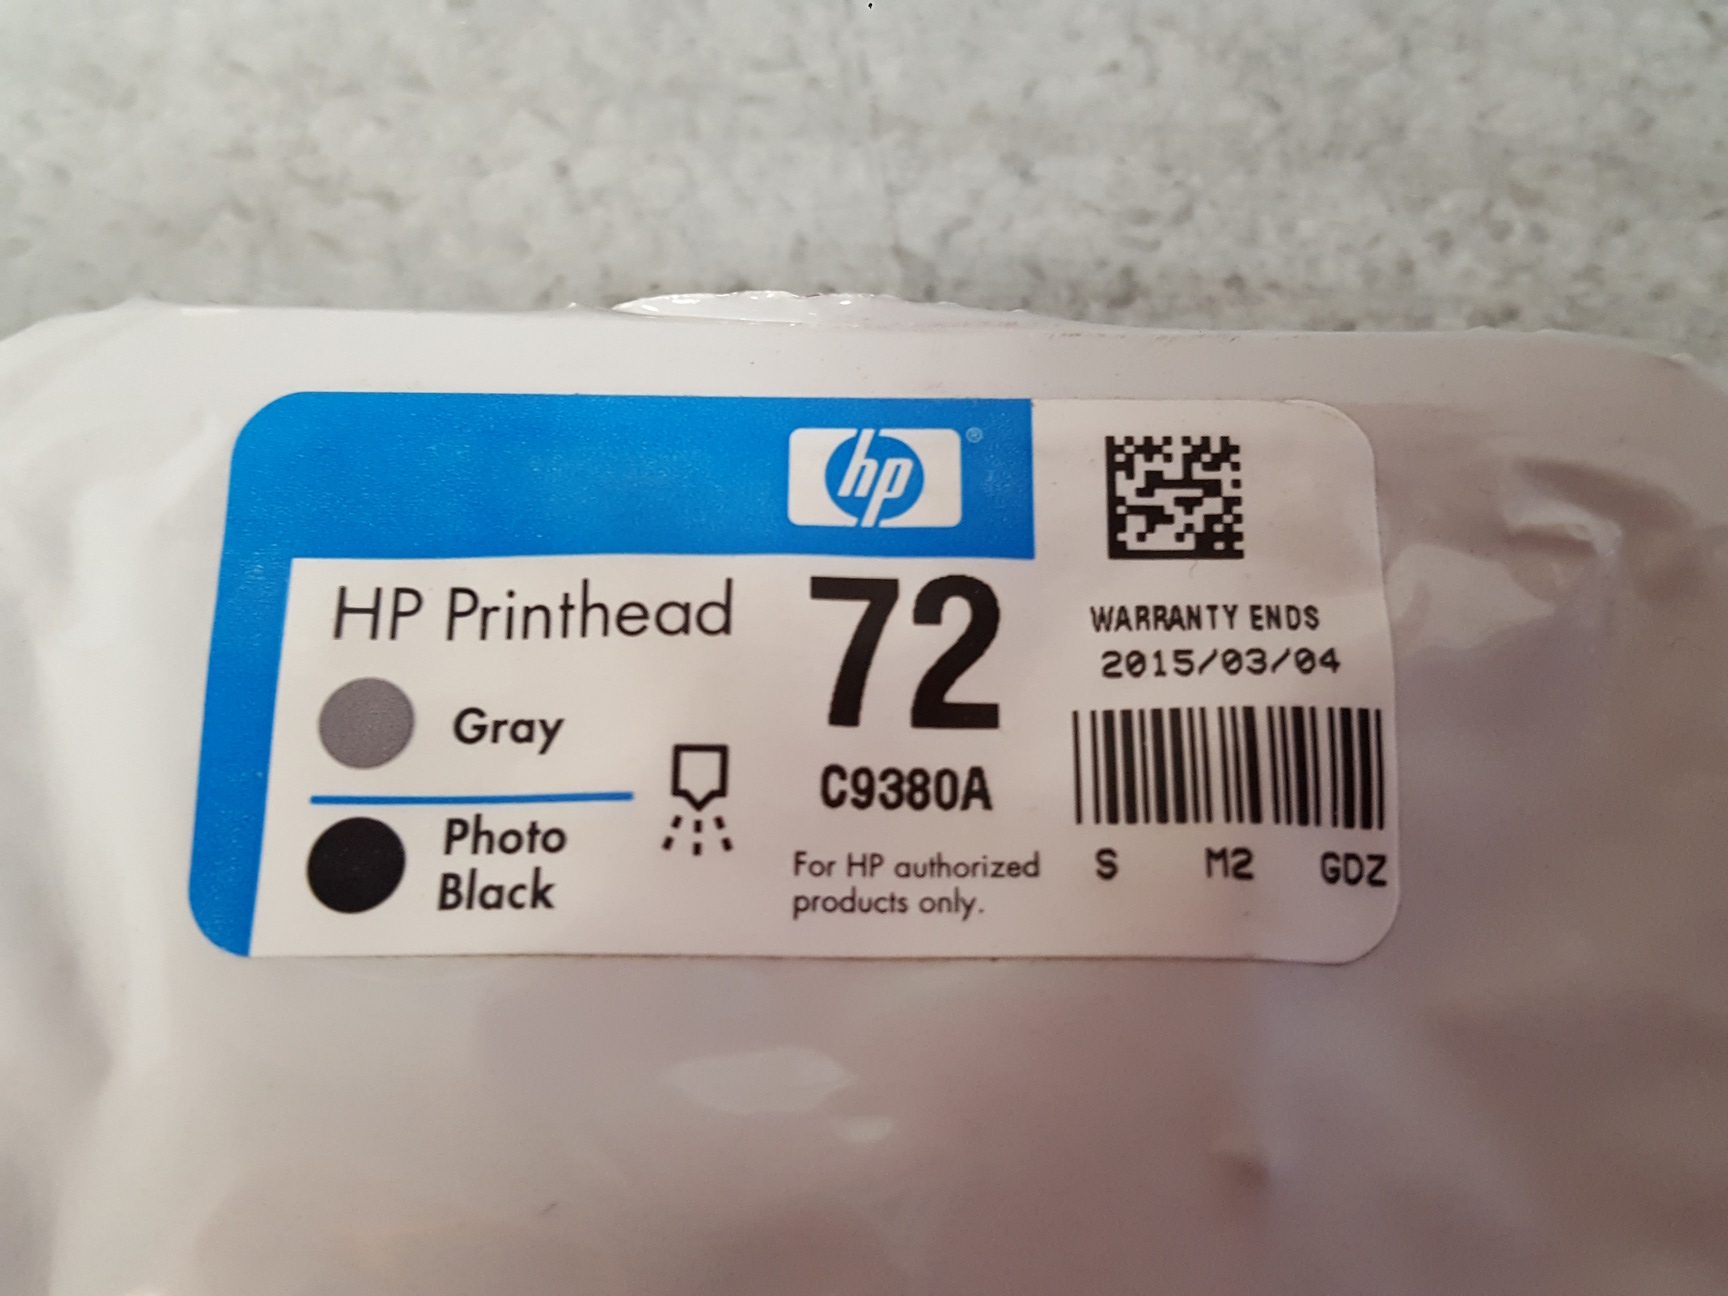 hp®
HP Printhead
72
Gray
Photo
Black
C9380A
For HP authorized
products only.
WARRANTY ENDS
2015/03/04
S M2 GDZ